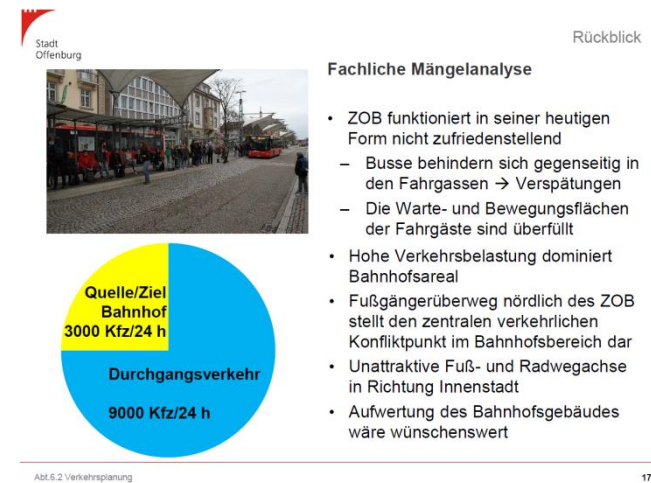 Stadt
Offenburg
Rückblick
Fachliche Mängelanalyse
• ZOB funktioniert in seiner heutigen
Form nicht zufriedenstellend
– Busse behindern sich gegenseitig in
den Fahrgassen → Verspätungen
– Die Warte- und Bewegungsflächen
der Fahrgäste sind überfüllt
• Hohe Verkehrsbelastung dominiert
Bahnhofsareal
• Fußgängerüberweg nördlich des ZOB
stellt den zentralen verkehrlichen
Konfliktpunkt im Bahnhofsbereich dar
• Unattraktive Fuß- und Radwegachse
in Richtung Innenstadt
• Aufwertung des Bahnhofsgebäudes
wäre wünschenswert
Quelle/Ziel
Bahnhof
3000 Kfz/24 h
Durchgangsverkehr
9000 Kfz/24 h
Abt.6.2 Verkehrsplanung
17